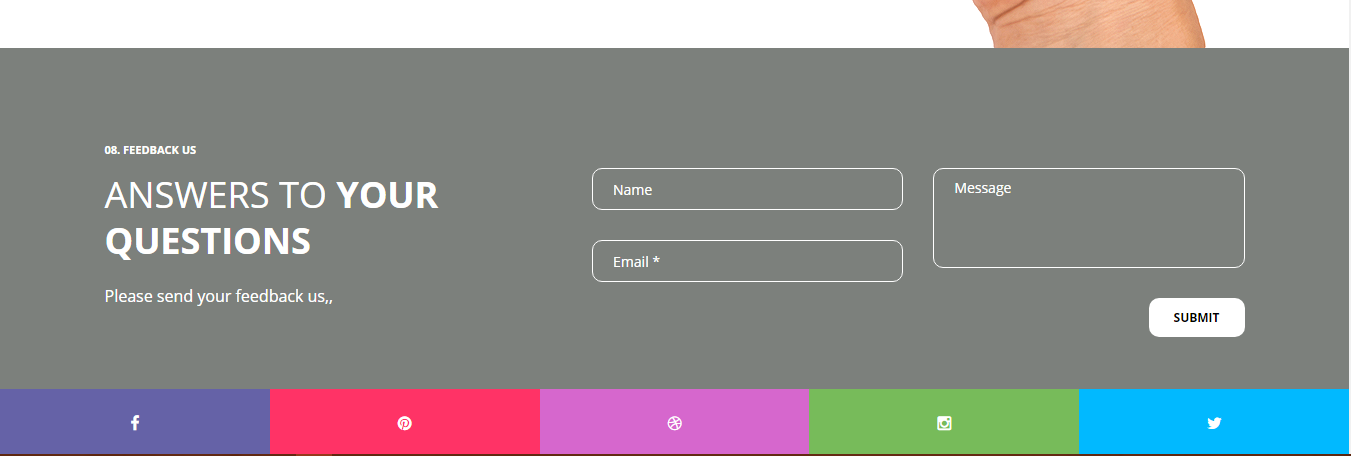 08. FEEDBACK US
ANSWERS TO YOUR
QUESTIONS
Please send your feedback us,,
Name
Email *
Message
SUBMIT